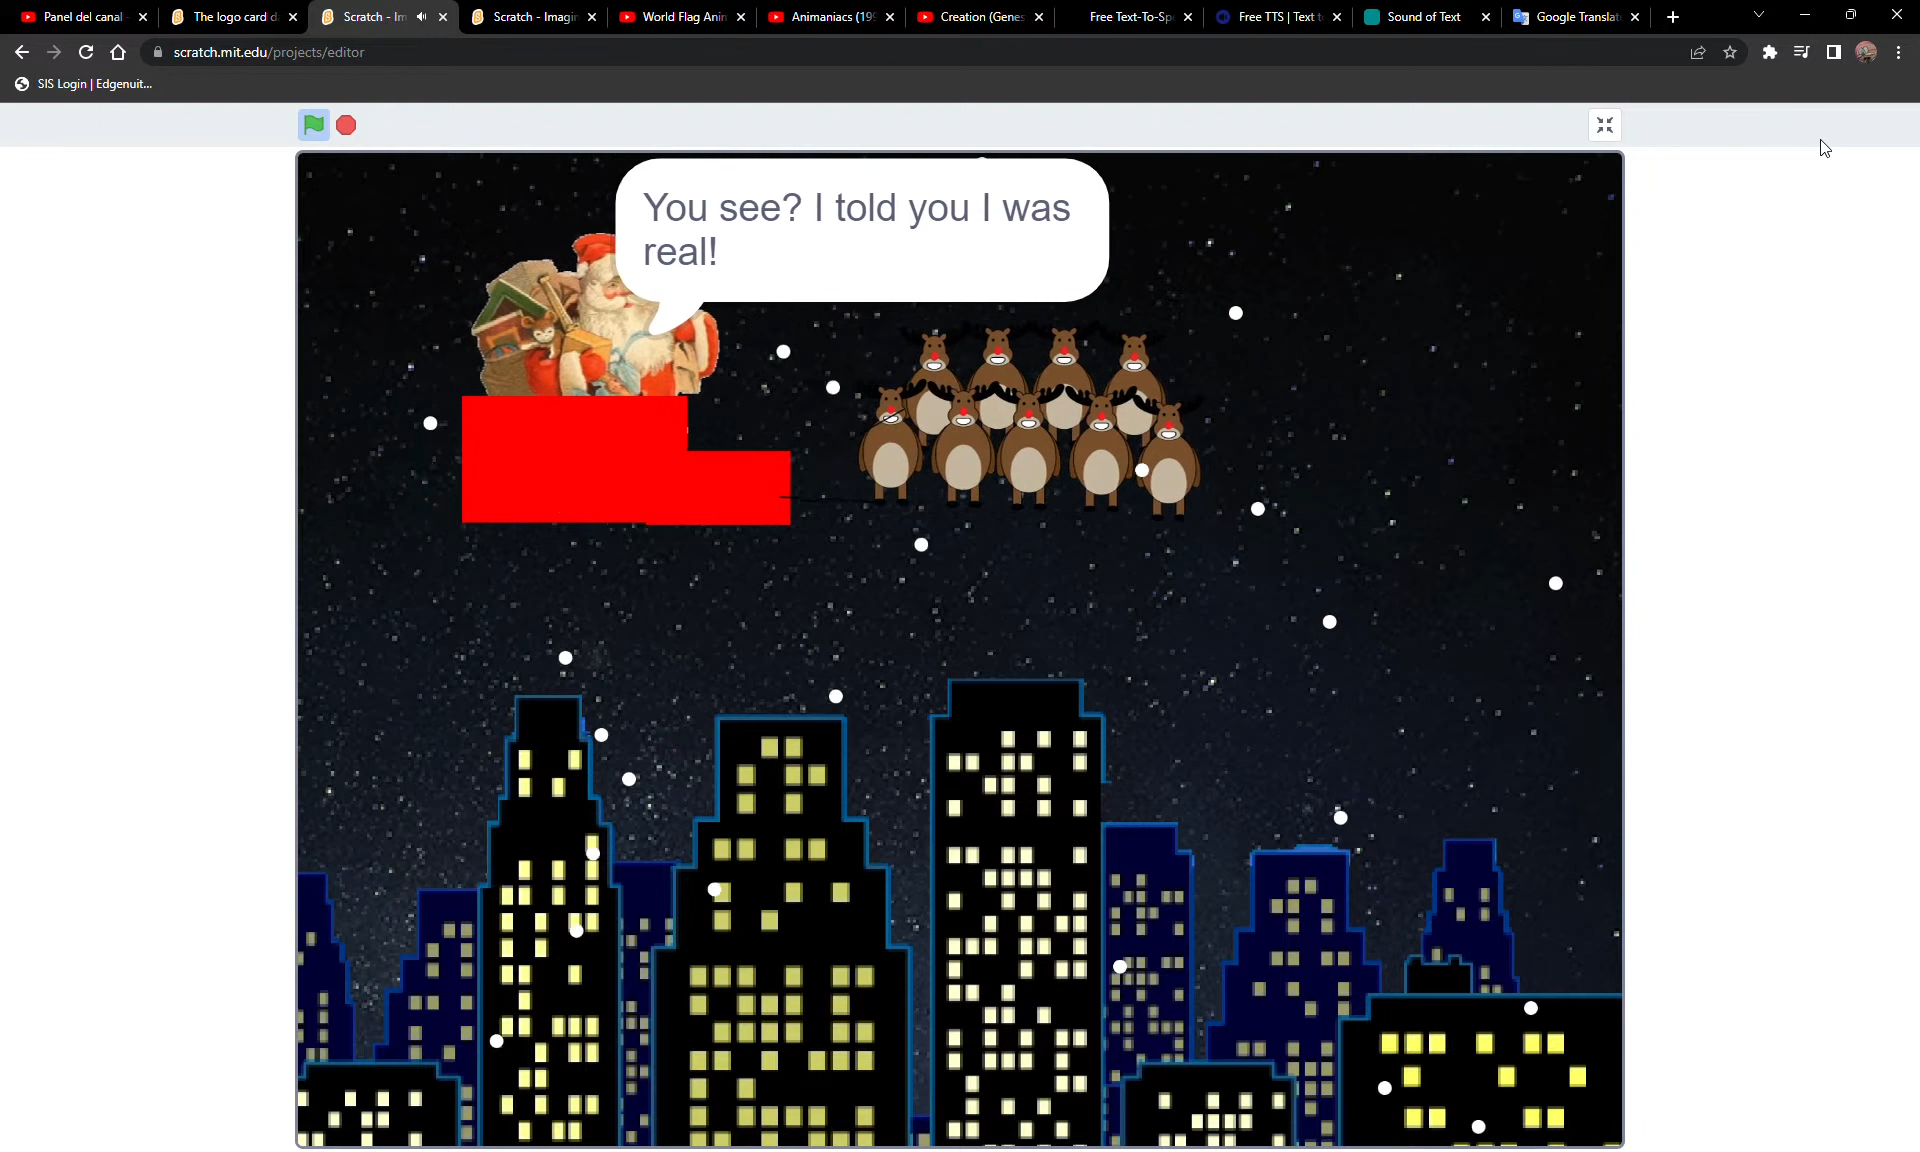 Panel del canal
The logo card d
Scratch - Im
Scratch - Imagin
World Flag Anin
Animaniacs (199
Creation (Genes
Free Text-To-Sp
Free TTS | Text t
Sound of Text
Google Translat
scratch.mit.edu/projects/editor
SIS Login | Edgenuit...
You see? I told you I was
real!